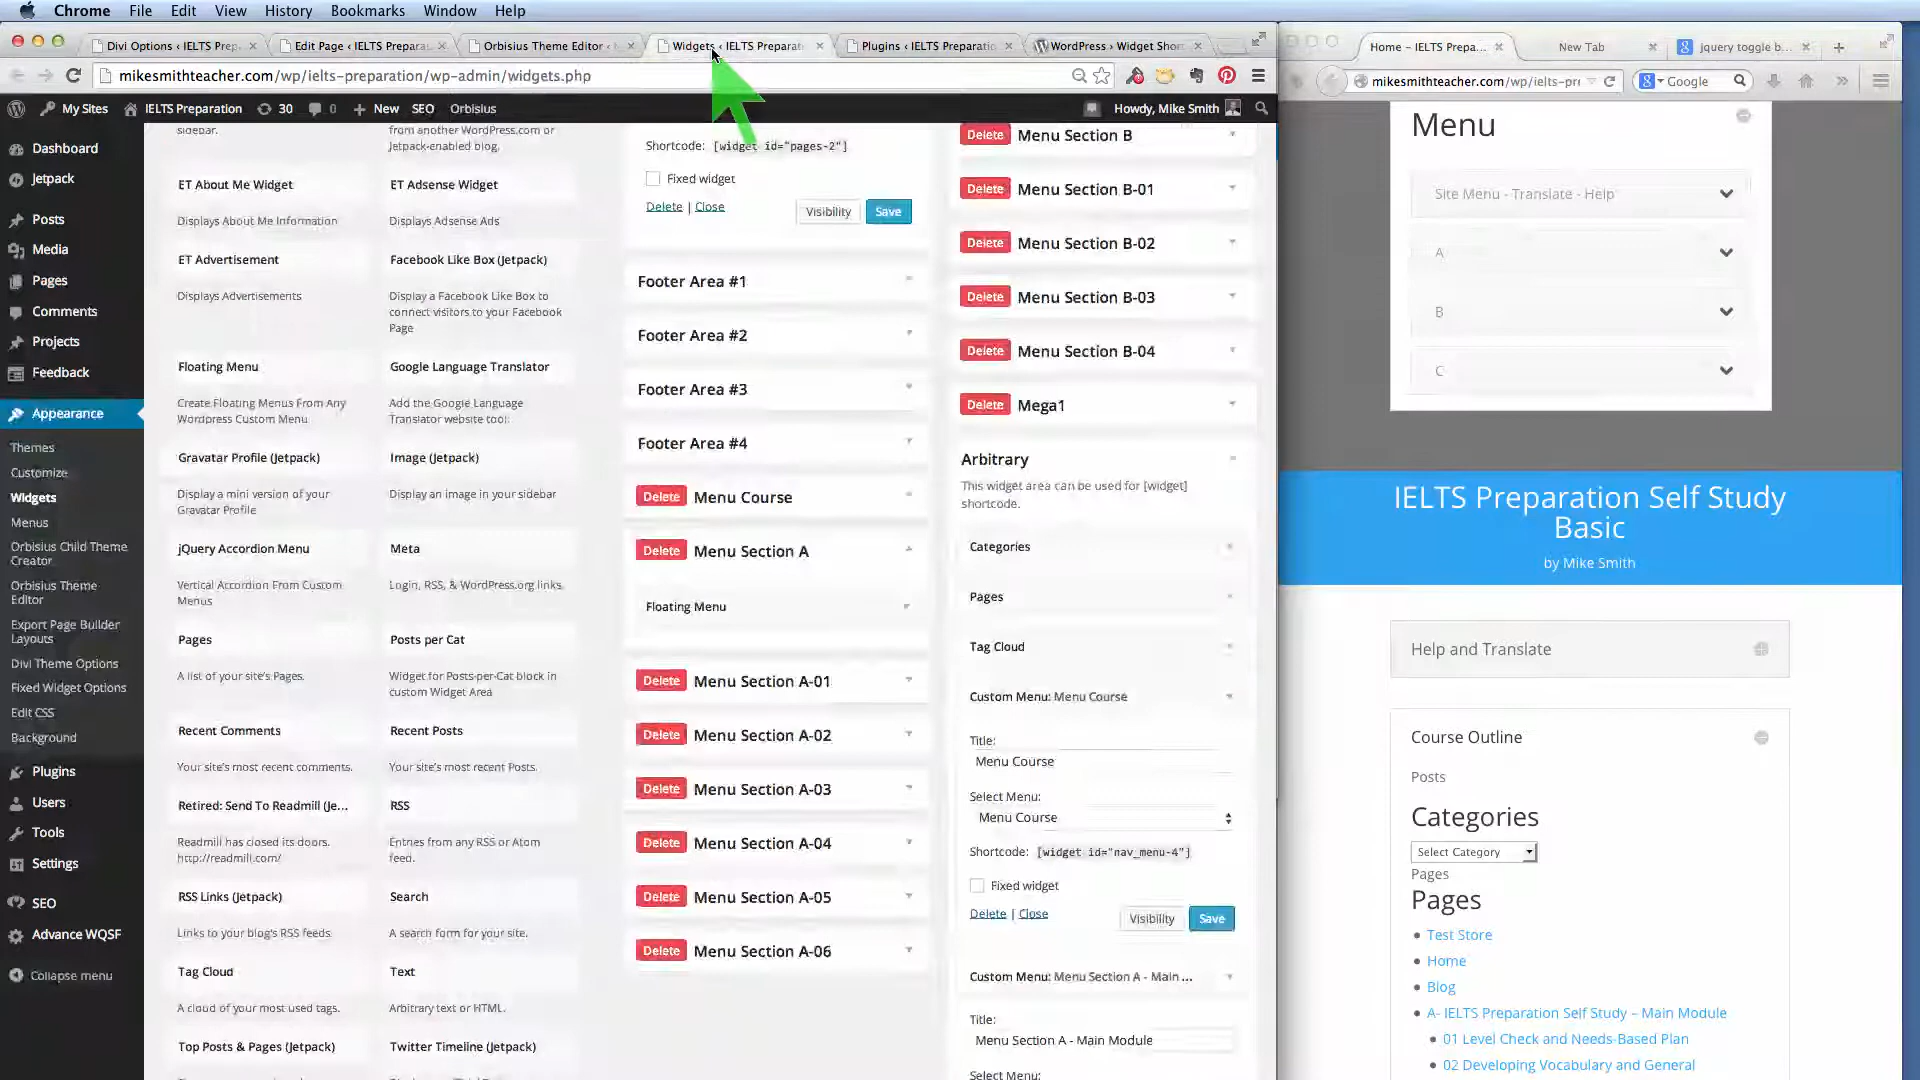 Chrome File Edit View History Bookmarks Window Help
Divi Options ‹ IELTS Prep
Edit Page ‹ IELTS Prepara
Orbisius Theme Editor ‹
Widgets ‹ IELTS Preparat
Plugins ‹ IELTS Preparatio
WordPress › Widget Shor
Home – IELTS Prepa...
New Tab
jquery toggle b...
mikesmithteacher.com/wp/ielts-preparation/wp-admin/widgets.php
mikesmithteacher.com/wp/ielts-pr
Google
My Sites
IELTS Preparation
30
0
New
SEO
Orbisius
Howdy, Mike Smith
Dashboard
Jetpack
Posts
Media
Pages
Comments
Projects
Feedback
Appearance
Themes
Customize
Widgets
Menus
Orbisius Child Theme
Creator
Orbisius Theme
Editor
Export Page Builder
Layouts
Divi Theme Options
Fixed Widget Options
Edit CSS
Background
Plugins
Users
Tools
Settings
SEO
Advance WQSF
Collapse menu
sidebar.
from another WordPress.com or
Jetpack-enabled blog.
ET About Me Widget
Displays About Me Information
ET Adsense Widget
Displays Adsense Ads
ET Advertisement
Displays Advertisements
Facebook Like Box (Jetpack)
Display a Facebook Like Box to
connect visitors to your Facebook
Page
Floating Menu
Create Floating Menus From Any
Wordpress Custom Menu
Google Language Translator
Add the Google Language
Translator website tool.
Gravatar Profile (Jetpack)
Display a mini version of your
Gravatar Profile
Image (Jetpack)
Display an image in your sidebar
jQuery Accordion Menu
Vertical Accordion From Custom
Menus
Meta
Login, RSS, & WordPress.org links.
Pages
A list of your site's Pages.
Posts per Cat
Widget for Posts-per-Cat block in
custom Widget Area
Recent Comments
Your site's most recent comments.
Recent Posts
Your site's most recent Posts.
Retired: Send To Readmill (Je...
Readmill has closed its doors.
http://readmill.com/
RSS
Entries from any RSS or Atom
feed.
RSS Links (Jetpack)
Links to your blog's RSS feeds
Search
A search form for your site.
Tag Cloud
A cloud of your most used tags.
Text
Arbitrary text or HTML.
Top Posts & Pages (Jetpack)
Twitter Timeline (Jetpack)
Shortcode: [widget id="pages-2"]
Fixed widget
Delete | Close
Visibility
Save
Footer Area #1
Footer Area #2
Footer Area #3
Footer Area #4
Delete Menu Course
Delete Menu Section A
Floating Menu
Delete Menu Section A-01
Delete Menu Section A-02
Delete Menu Section A-03
Delete Menu Section A-04
Delete Menu Section A-05
Delete Menu Section A-06
Delete Menu Section B
Delete Menu Section B-01
Delete Menu Section B-02
Delete Menu Section B-03
Delete Menu Section B-04
Delete Mega1
Arbitrary
This widget area can be used for [widget]
shortcode.
Categories
Pages
Tag Cloud
Custom Menu: Menu Course
Title:
Menu Course
Select Menu:
Menu Course
Shortcode: [widget id="nav_menu-4"]
Fixed widget
Delete | Close
Visibility
Save
Custom Menu: Menu Section A - Main ...
Title:
Menu Section A - Main Module
Select Menu:
Menu
Site Menu - Translate - Help
A
B
C
IELTS Preparation Self Study
Basic
by Mike Smith
Help and Translate
Course Outline
Posts
Categories
Select Category
Pages
Pages
Test Store
Home
Blog
A- IELTS Preparation Self Study – Main Module
01 Level Check and Needs-Based Plan
02 Developing Vocabulary and General